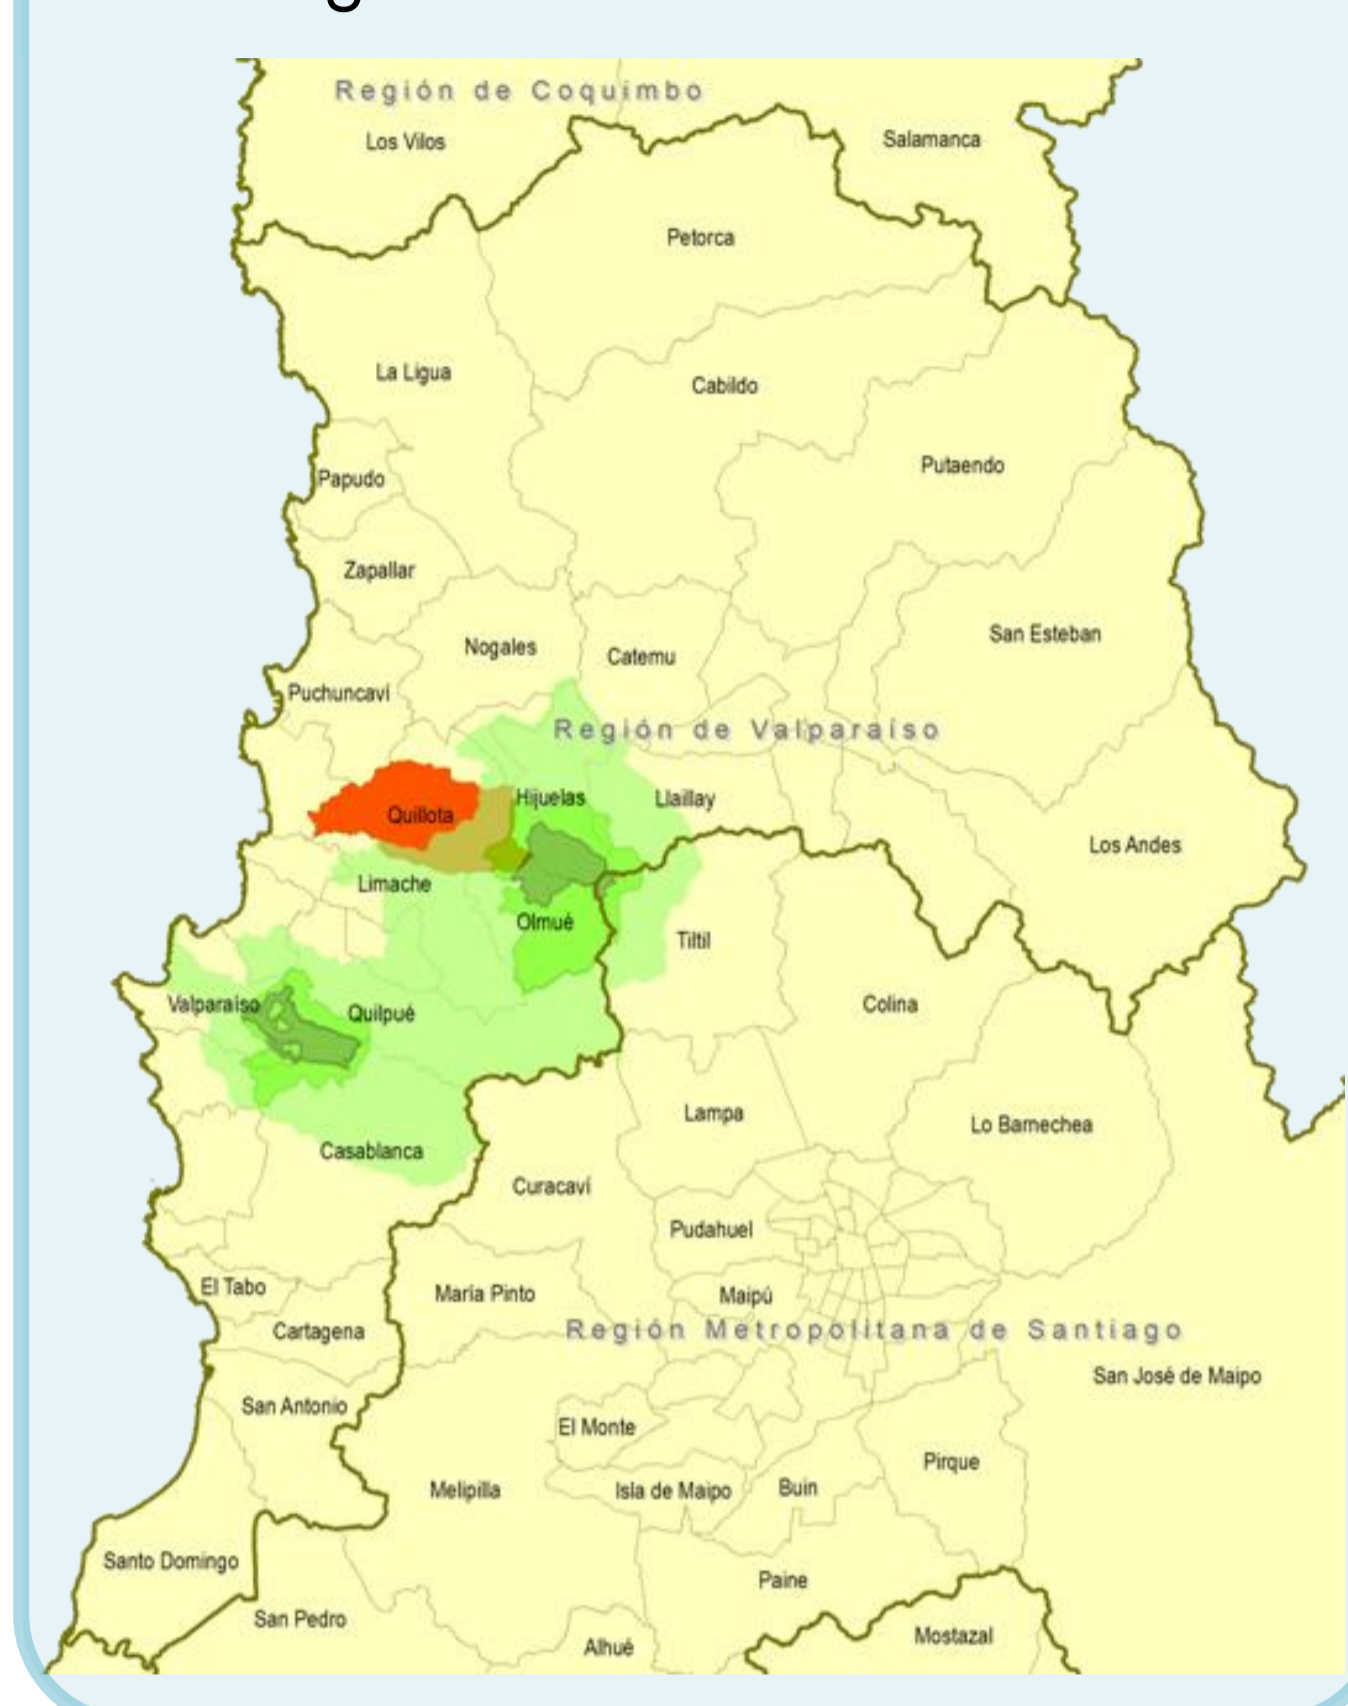 Región de Coquimbo
Los Vilos
Salamanca
Petorca
La Ligua
Cabildo
Papudo
Putaendo
Zapallar
San Esteban
Nogales
Catemu
Puchuncaví
Región de Valparaíso
Quillota
Hijuelas
Llaillay
Los Andes
Limache
Olmué
Tiltil
Valparaíso
Quilpué
Colina
Lampa
Lo Barnechea
Casablanca
Curacaví
Pudahuel
El Tabo
María Pinto
Maipú
Cartagena
Región Metropolitana de Santiago
San José de Maipo
San Antonio
El Monte
Pirque
Melipilla
Isla de Maipo
Buin
Santo Domingo
Paine
San Pedro
Alhué
Mostazal